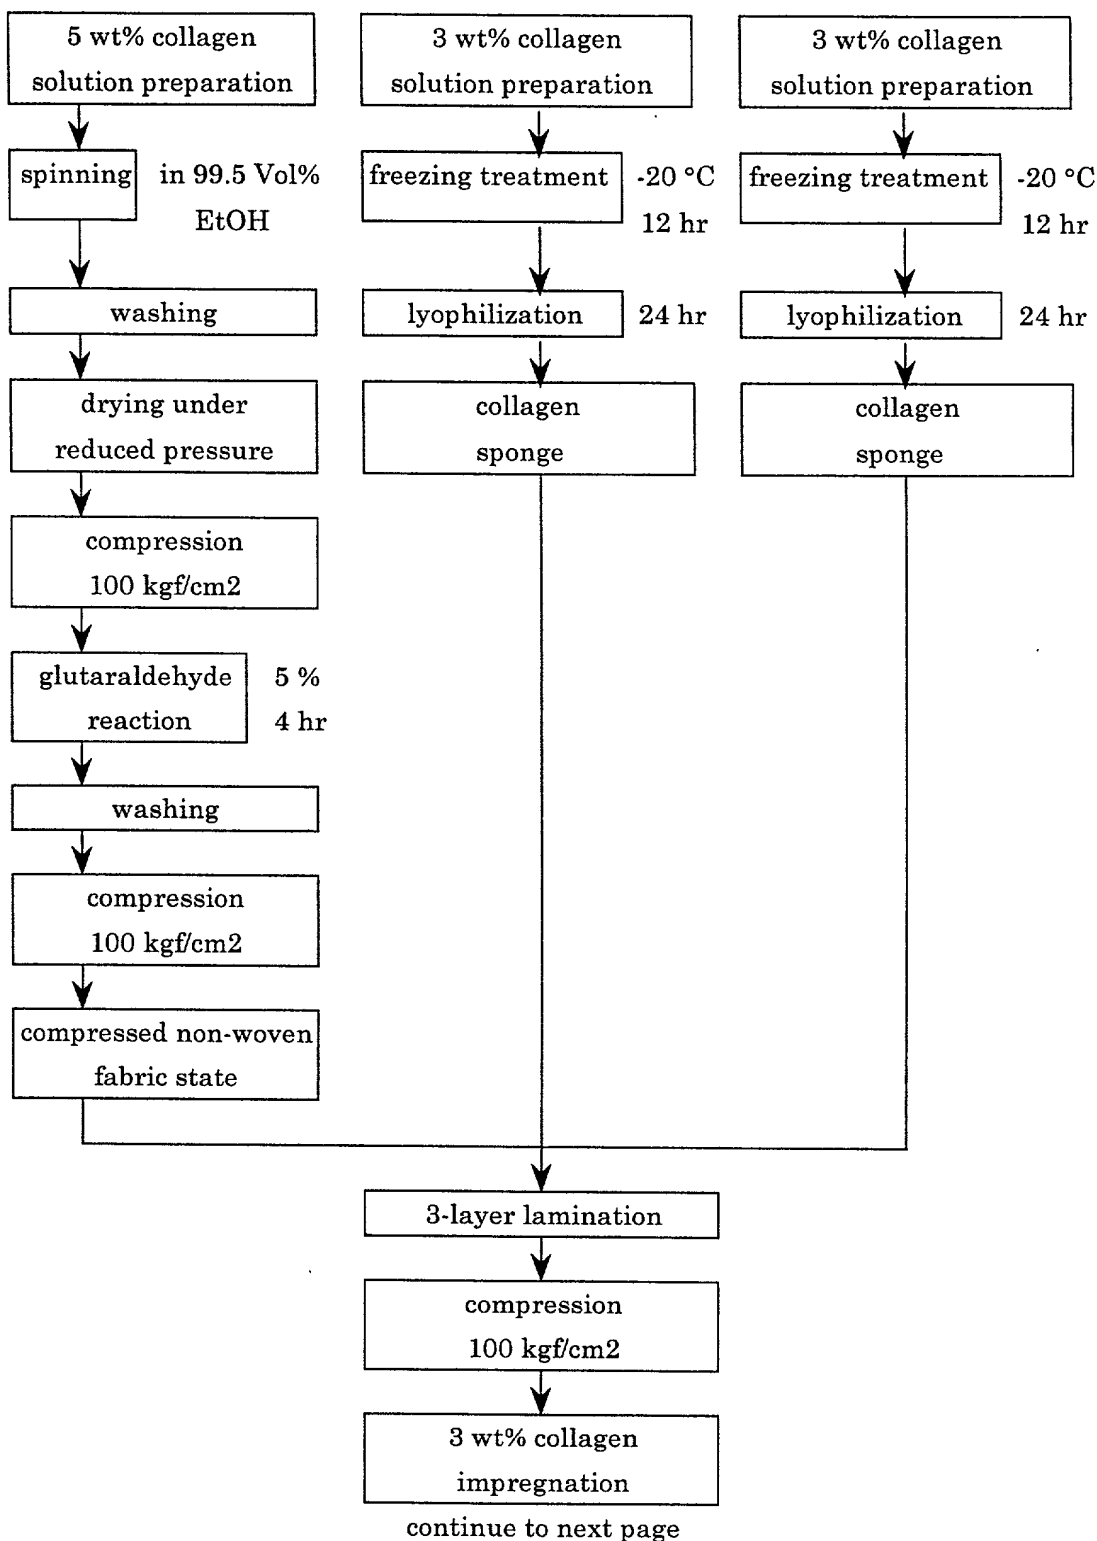 5 wt% collagen
solution preparation
spinning
in 99.5 Vol%
EtOH
washing
drying under
reduced pressure
compression
100 kgf/cm2
glutaraldehyde
reaction
5 %
4 hr
washing
compression
100 kgf/cm2
compressed non-woven
fabric state
3 wt% collagen
solution preparation
freezing treatment
-20 °C
12 hr
lyophilization
24 hr
collagen
sponge
3 wt% collagen
solution preparation
freezing treatment
-20 °C
12 hr
lyophilization
24 hr
collagen
sponge
3-layer lamination
compression
100 kgf/cm2
3 wt% collagen
impregnation
continue to next page